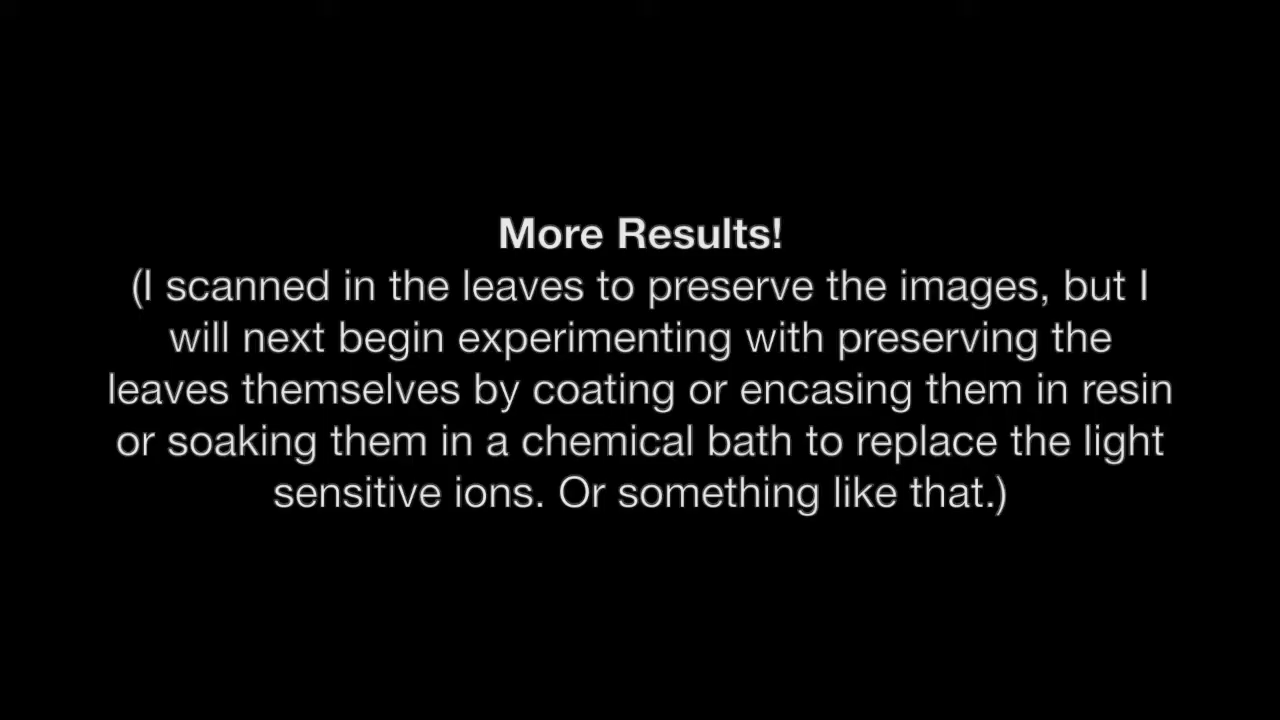 More Results!
(I scanned in the leaves to preserve the images, but I
will next begin experimenting with preserving the
leaves themselves by coating or encasing them in resin
or soaking them in a chemical bath to replace the light
sensitive ions. Or something like that.)